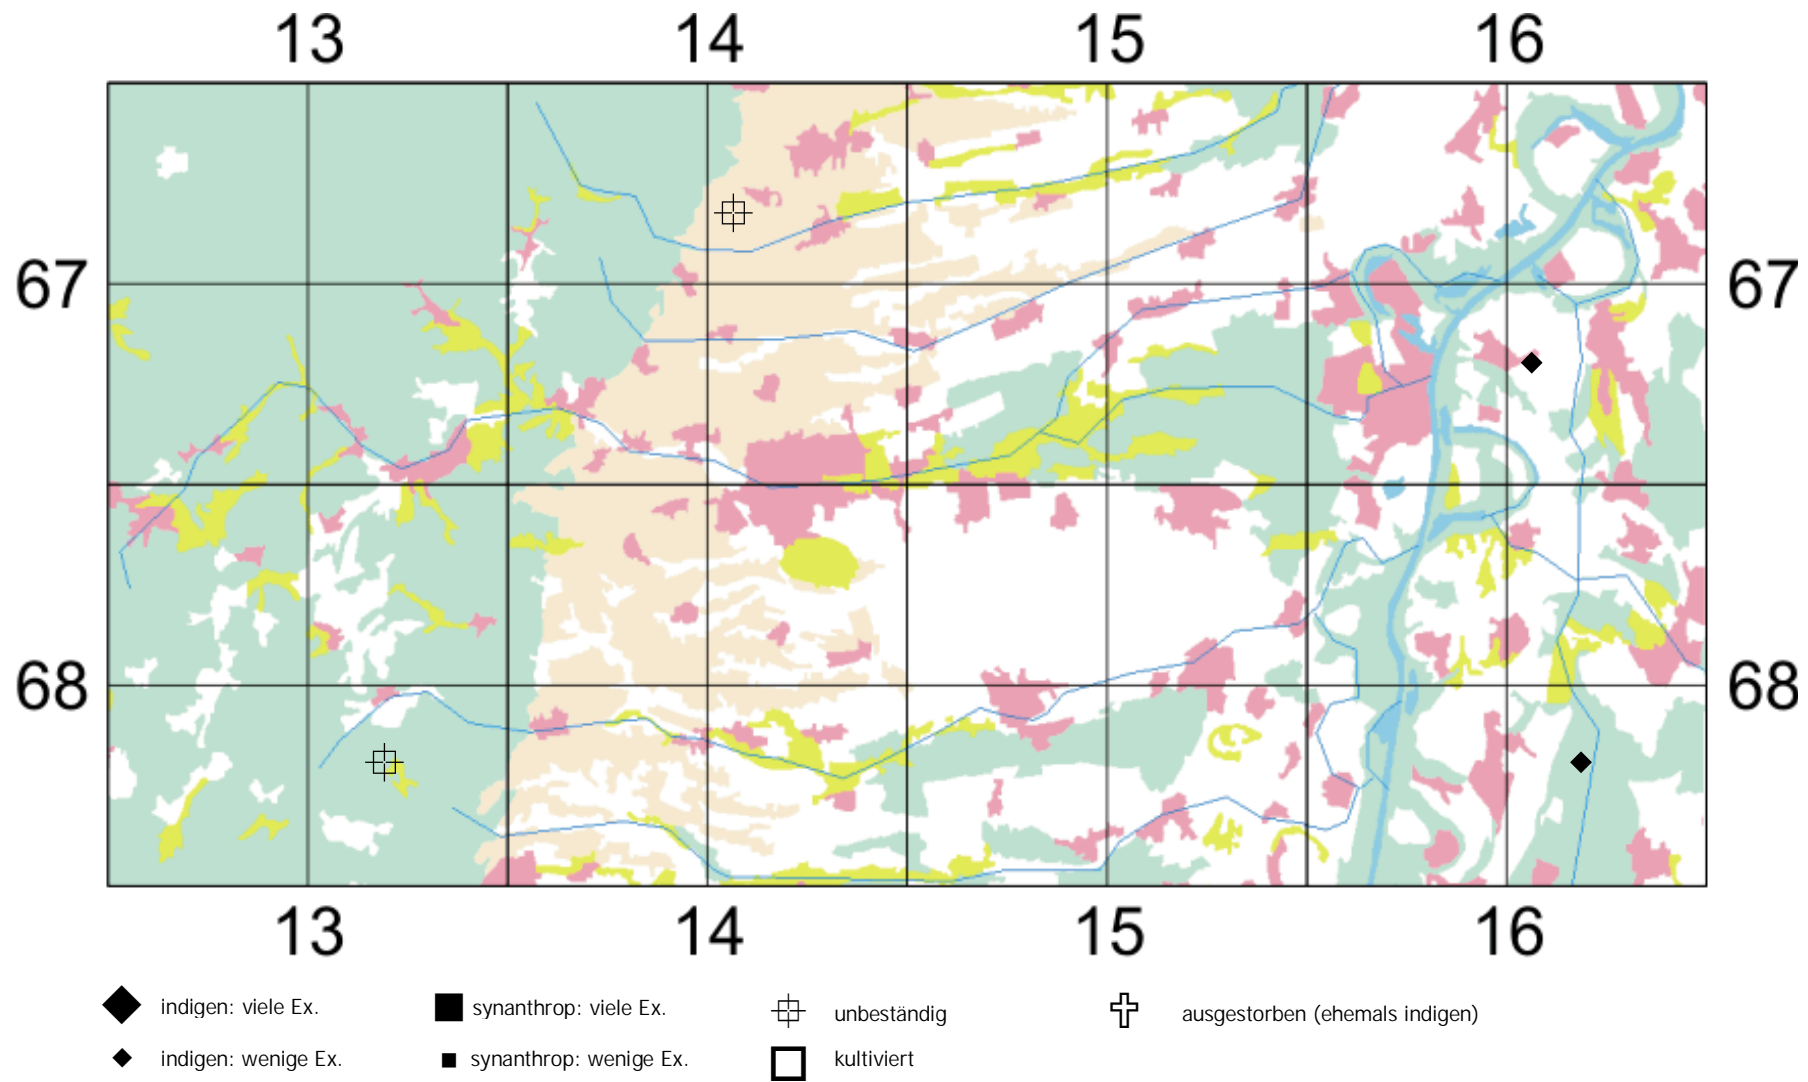 13 14 15 16
67 67
68 68
13 14 15 16
indigen: viele Ex. synanthrop: viele Ex. unbeständig ausgestorben (ehemals indigen)
indigen: wenige Ex. synanthrop: wenige Ex. kultiviert